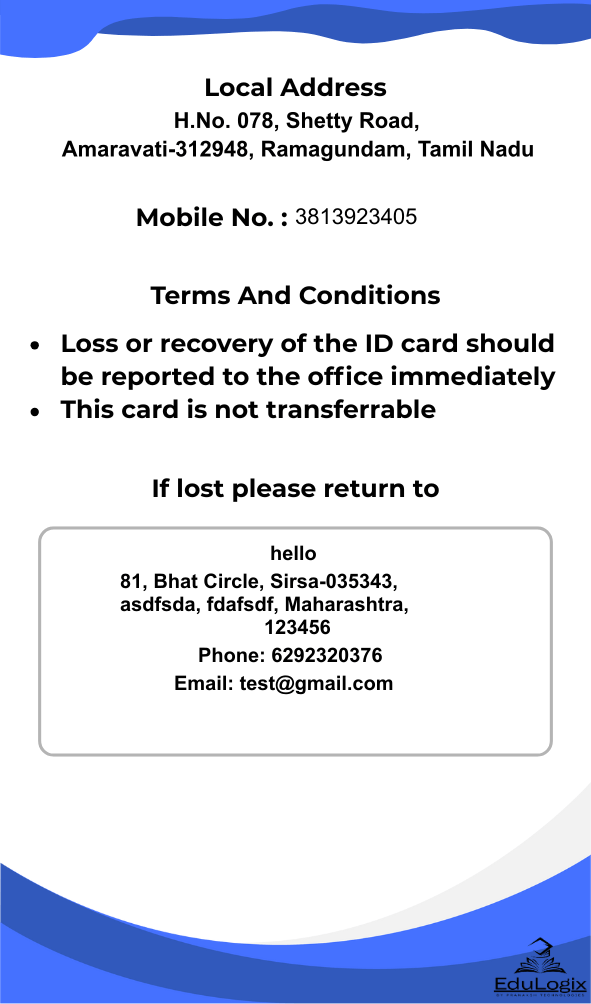 Local Address
H.No. 078, Shetty Road,
Amaravati-312948, Ramagundam, Tamil Nadu
Mobile No. : 3813923405
Terms And Conditions
• Loss or recovery of the ID card should
be reported to the office immediately
• This card is not transferrable
If lost please return to
hello
81, Bhat Circle, Sirsa-035343,
asdfsda, fdafsdf, Maharashtra,
123456
Phone: 6292320376
Email: test@gmail.com
EduLogix